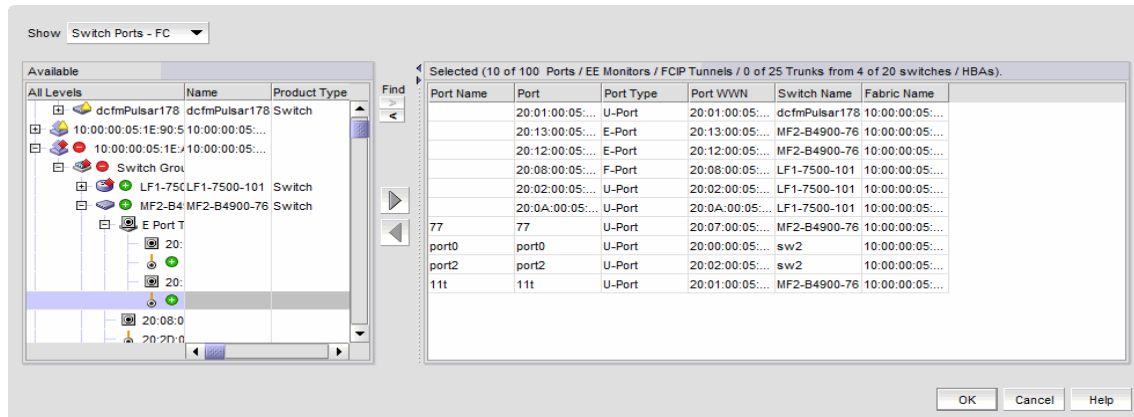 Show Switch Ports - FC
Available
Selected (10 of 100 Ports / EE Monitors / FCIP Tunnels / 0 of 25 Trunks from 4 of 20 switches / HBAs).
All Levels Name Product Type
Find
>
<
Port Name Port Port Type Port WWN Switch Name Fabric Name
dcfmPulsar178 dcfmPulsar178 Switch
10:00:00:05:1E:90:5 10:00:00:05:...
10:00:00:05:1E:A 10:00:00:05:...
Switch Grou
LF1-750 LF1-7500-101 Switch
MF2-B4 MF2-B4900-76 Switch
E Port T
20:
20:
20:08:0
20:2D:0
20:01:00:05:... U-Port 20:01:00:05:... dcfmPulsar178 10:00:00:05:...
20:13:00:05:... E-Port 20:13:00:05:... MF2-B4900-76 10:00:00:05:...
20:12:00:05:... E-Port 20:12:00:05:... MF2-B4900-76 10:00:00:05:...
20:08:00:05:... F-Port 20:08:00:05:... LF1-7500-101 10:00:00:05:...
20:02:00:05:... U-Port 20:02:00:05:... LF1-7500-101 10:00:00:05:...
20:0A:00:05:... U-Port 20:0A:00:05:... LF1-7500-101 10:00:00:05:...
77 77 U-Port 20:07:00:05:... MF2-B4900-76 10:00:00:05:...
port0 port0 U-Port 20:00:00:05:... sw2 10:00:00:05:...
port2 port2 U-Port 20:02:00:05:... sw2 10:00:00:05:...
11t 11t U-Port 20:01:00:05:... MF2-B4900-76 10:00:00:05:...
OK Cancel Help